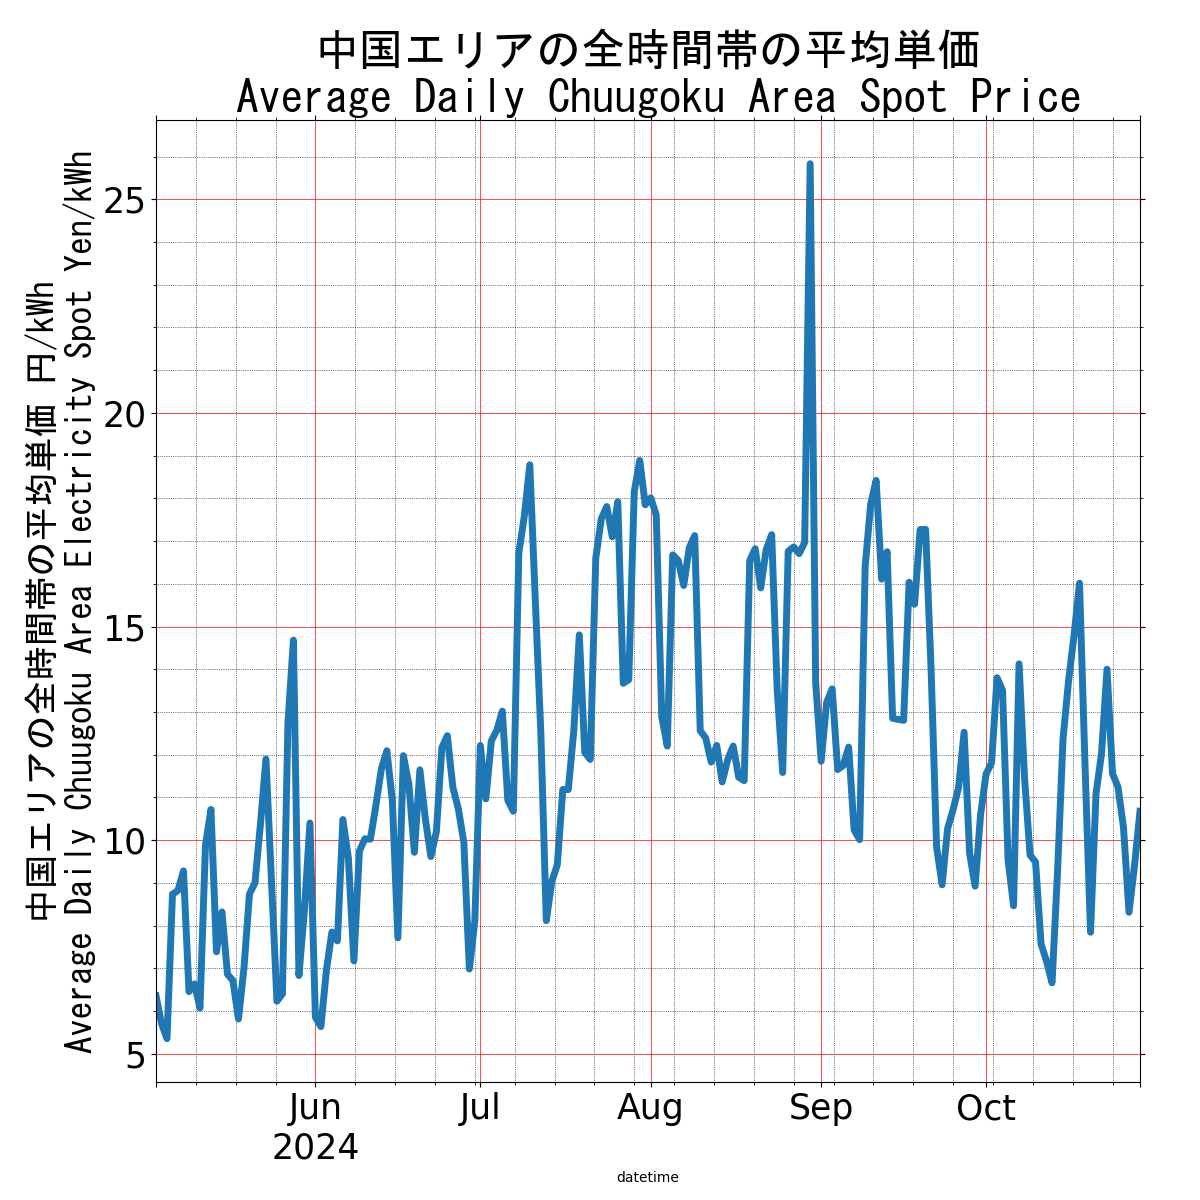 中国エリアの全時間帯の平均単価
Average Daily Chuugoku Area Spot Price
中国エリアの全時間帯の平均単価 円/kWh
Average Daily Chuugoku Area Electricity Spot Yen/kWh
25
20
15
10
5
Jun
2024
Jul
Aug
Sep
Oct
datetime